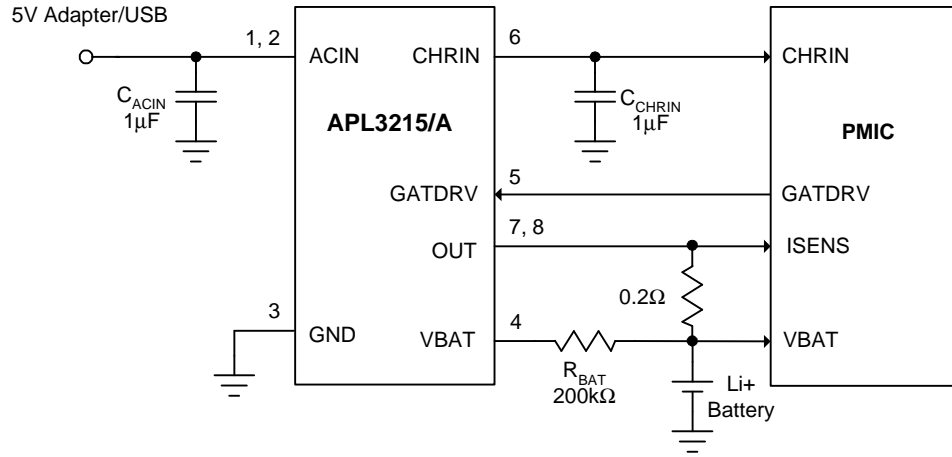 5V Adapter/USB
1, 2
ACIN
CHRIN
6
CHRIN
C_ACIN
1μF
C_CHRIN
1μF
APL3215/A
PMIC
GATDRV
5
GATDRV
OUT
7, 8
ISENS
0.2Ω
3
GND
VBAT
4
VBAT
R_BAT
200kΩ
Li+
Battery